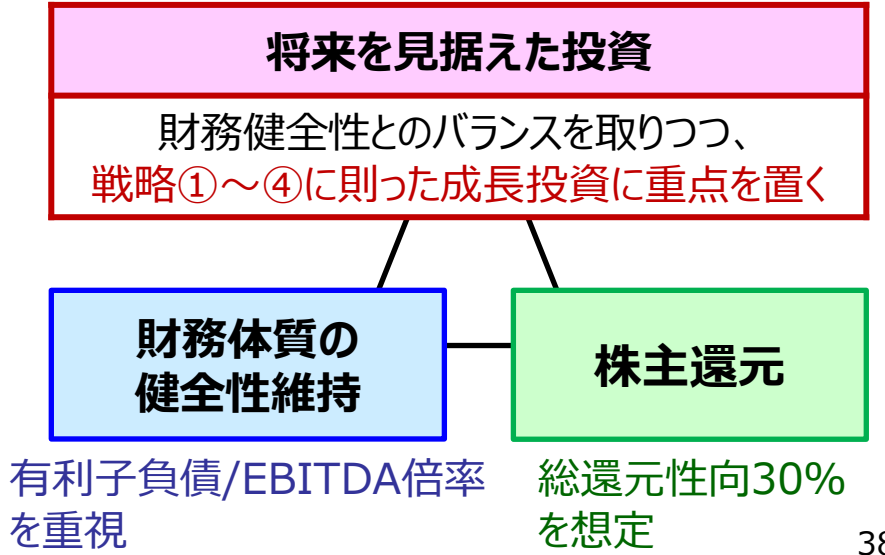 将来を見据えた投資
財務健全性とのバランスを取りつつ、
戦略①～④に則った成長投資に重点を置く
財務体質の
健全性維持
株主還元
有利子負債/EBITDA倍率
を重視
総還元性向30%
を想定
38